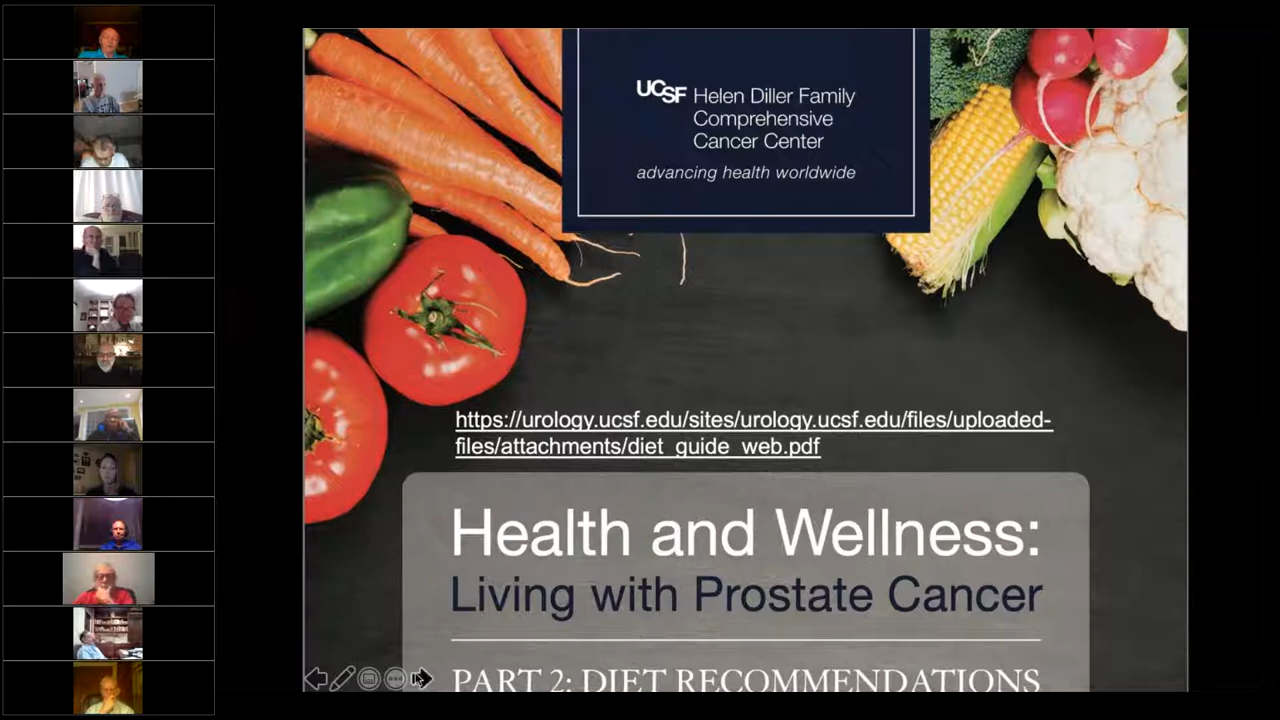 UCSF Helen Diller Family
Comprehensive
Cancer Center
advancing health worldwide
https://urology.ucsf.edu/sites/urology.ucsf.edu/files/uploaded-
files/attachments/diet_guide_web.pdf
Health and Wellness:
Living with Prostate Cancer
PART 2: DIET RECOMMENDATIONS